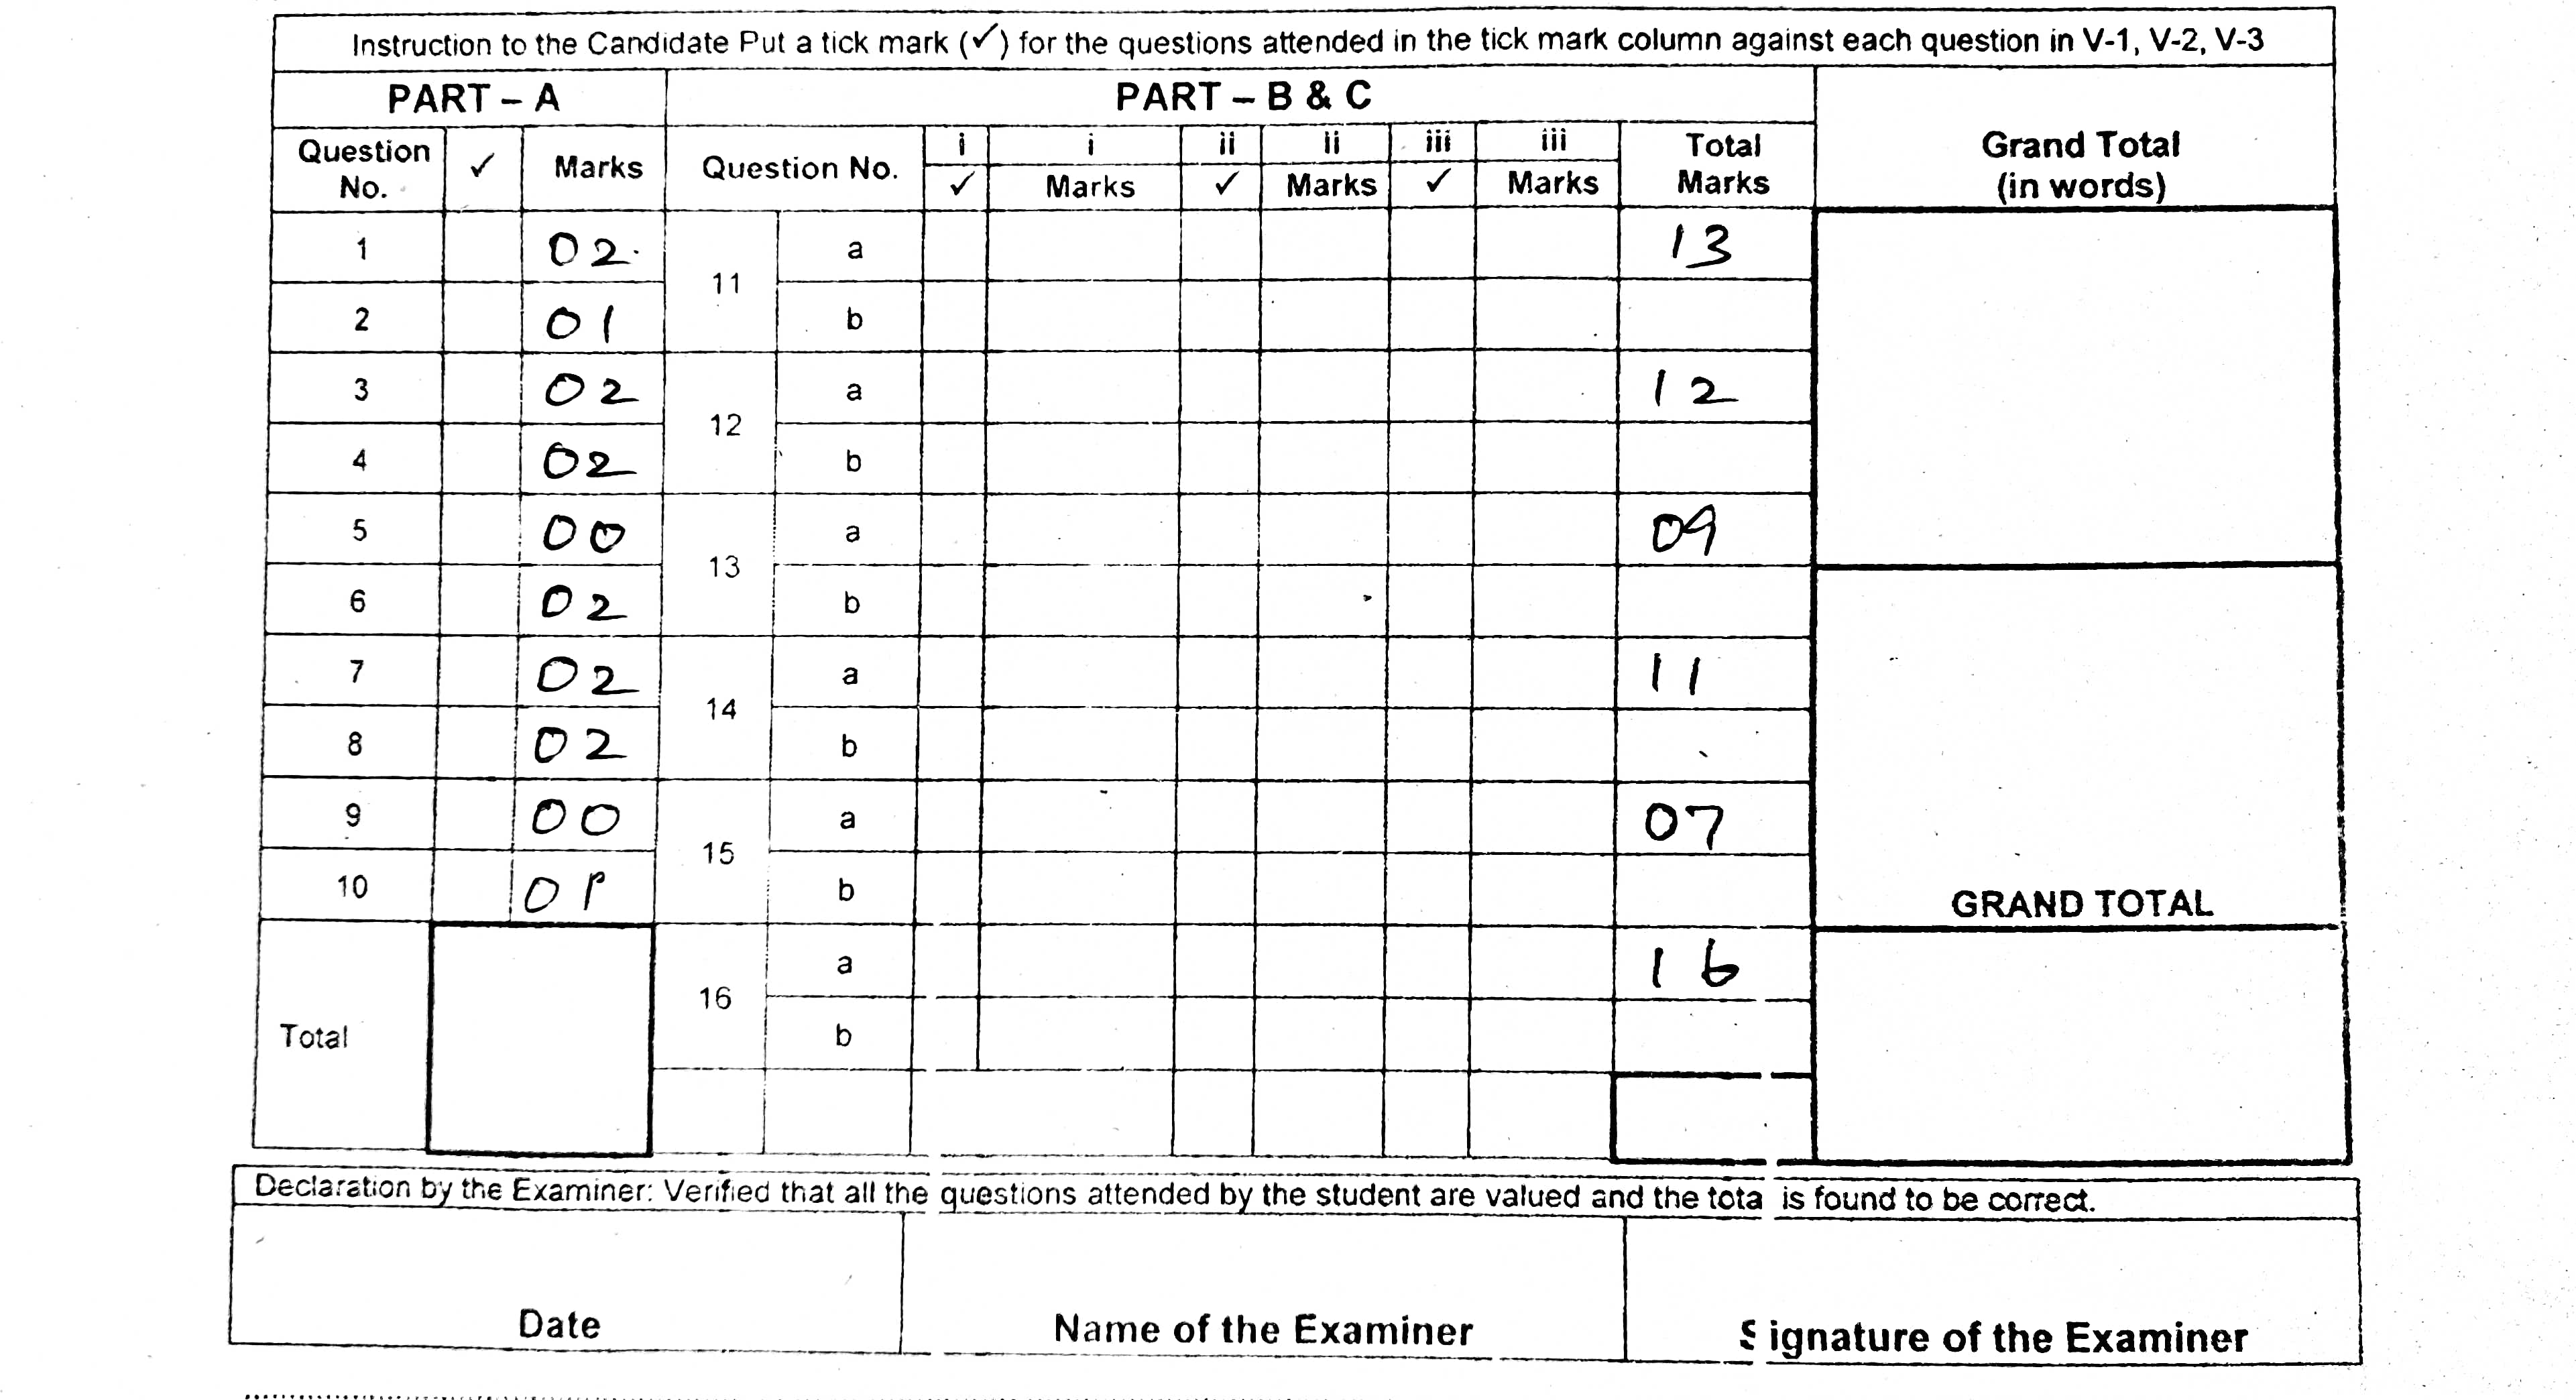 Instruction to the Candidate Put a tick mark (✓) for the questions attended in the tick mark column against each question in V-1, V-2, V-3
PART – A PART – B & C
Question No. ✓ Marks Question No. i ✓ i Marks ii ✓ ii Marks iii ✓ iii Marks Total Marks Grand Total (in words)
1 02 11 a 13
2 01 b
3 02 12 a 12
4 02 b
5 00 13 a 09
6 02 b
7 02 14 a 11
8 02 b
9 00 15 a 07
10 01 b GRAND TOTAL
Total 16 a 16
b
Declaration by the Examiner: Verified that all the questions attended by the student are valued and the tota is found to be correct.
Date Name of the Examiner Signature of the Examiner